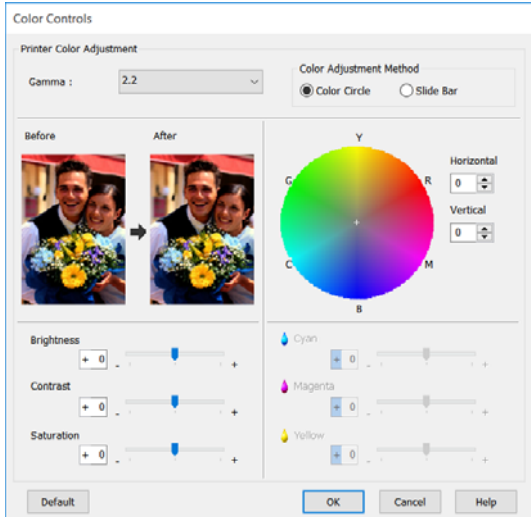 Color Controls
Printer Color Adjustment
Gamma :
2.2
Color Adjustment Method
Color Circle
Slide Bar
Before
After
Y
G
R
C
M
B
Horizontal
0
Vertical
0
Brightness
+ 0
- +
Contrast
+ 0
- +
Saturation
+ 0
- +
Cyan
+ 0
- +
Magenta
+ 0
- +
Yellow
+ 0
- +
Default
OK
Cancel
Help